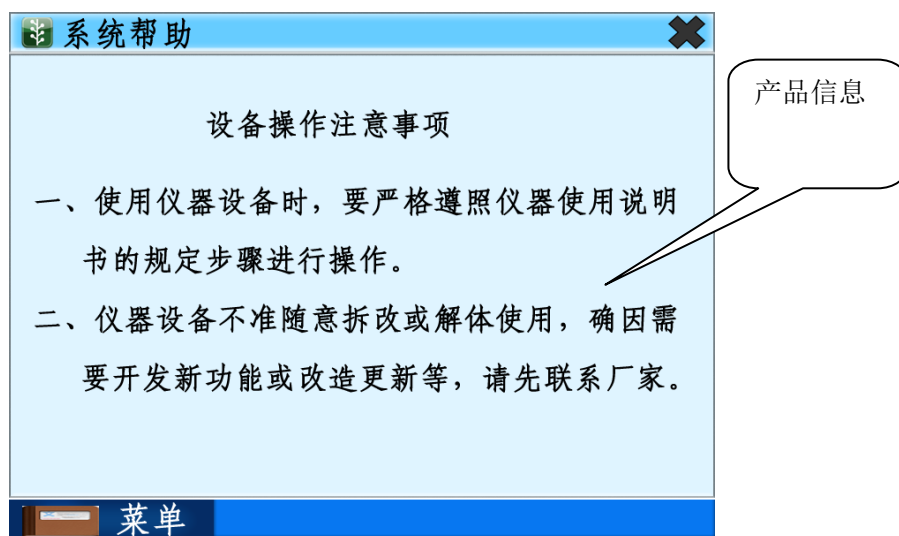 系统帮助
产品信息
设备操作注意事项
一、使用仪器设备时，要严格遵照仪器使用说明
书的规定步骤进行操作。
二、仪器设备不准随意拆改或解体使用，确因需
要开发新功能或改造更新等，请先联系厂家。
菜单